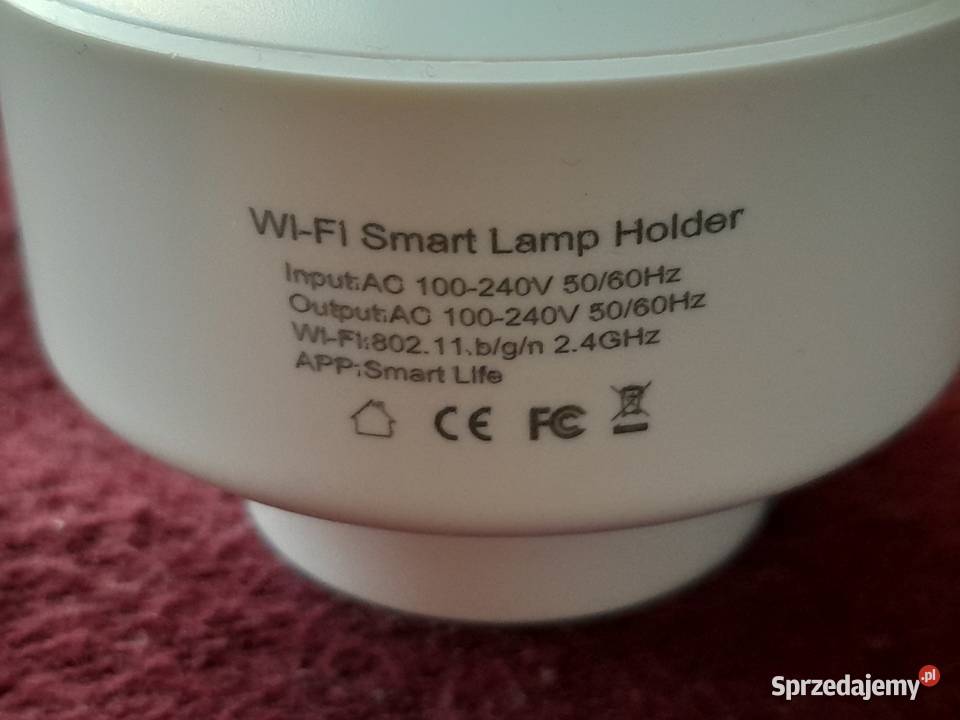 WI-FI Smart Lamp Holder
Input:AC 100-240V 50/60Hz
Output:AC 100-240V 50/60Hz
WI-FI:802.11.b/g/n 2.4GHz
APP:Smart Life
CE FC
Sprzedajemy.pl